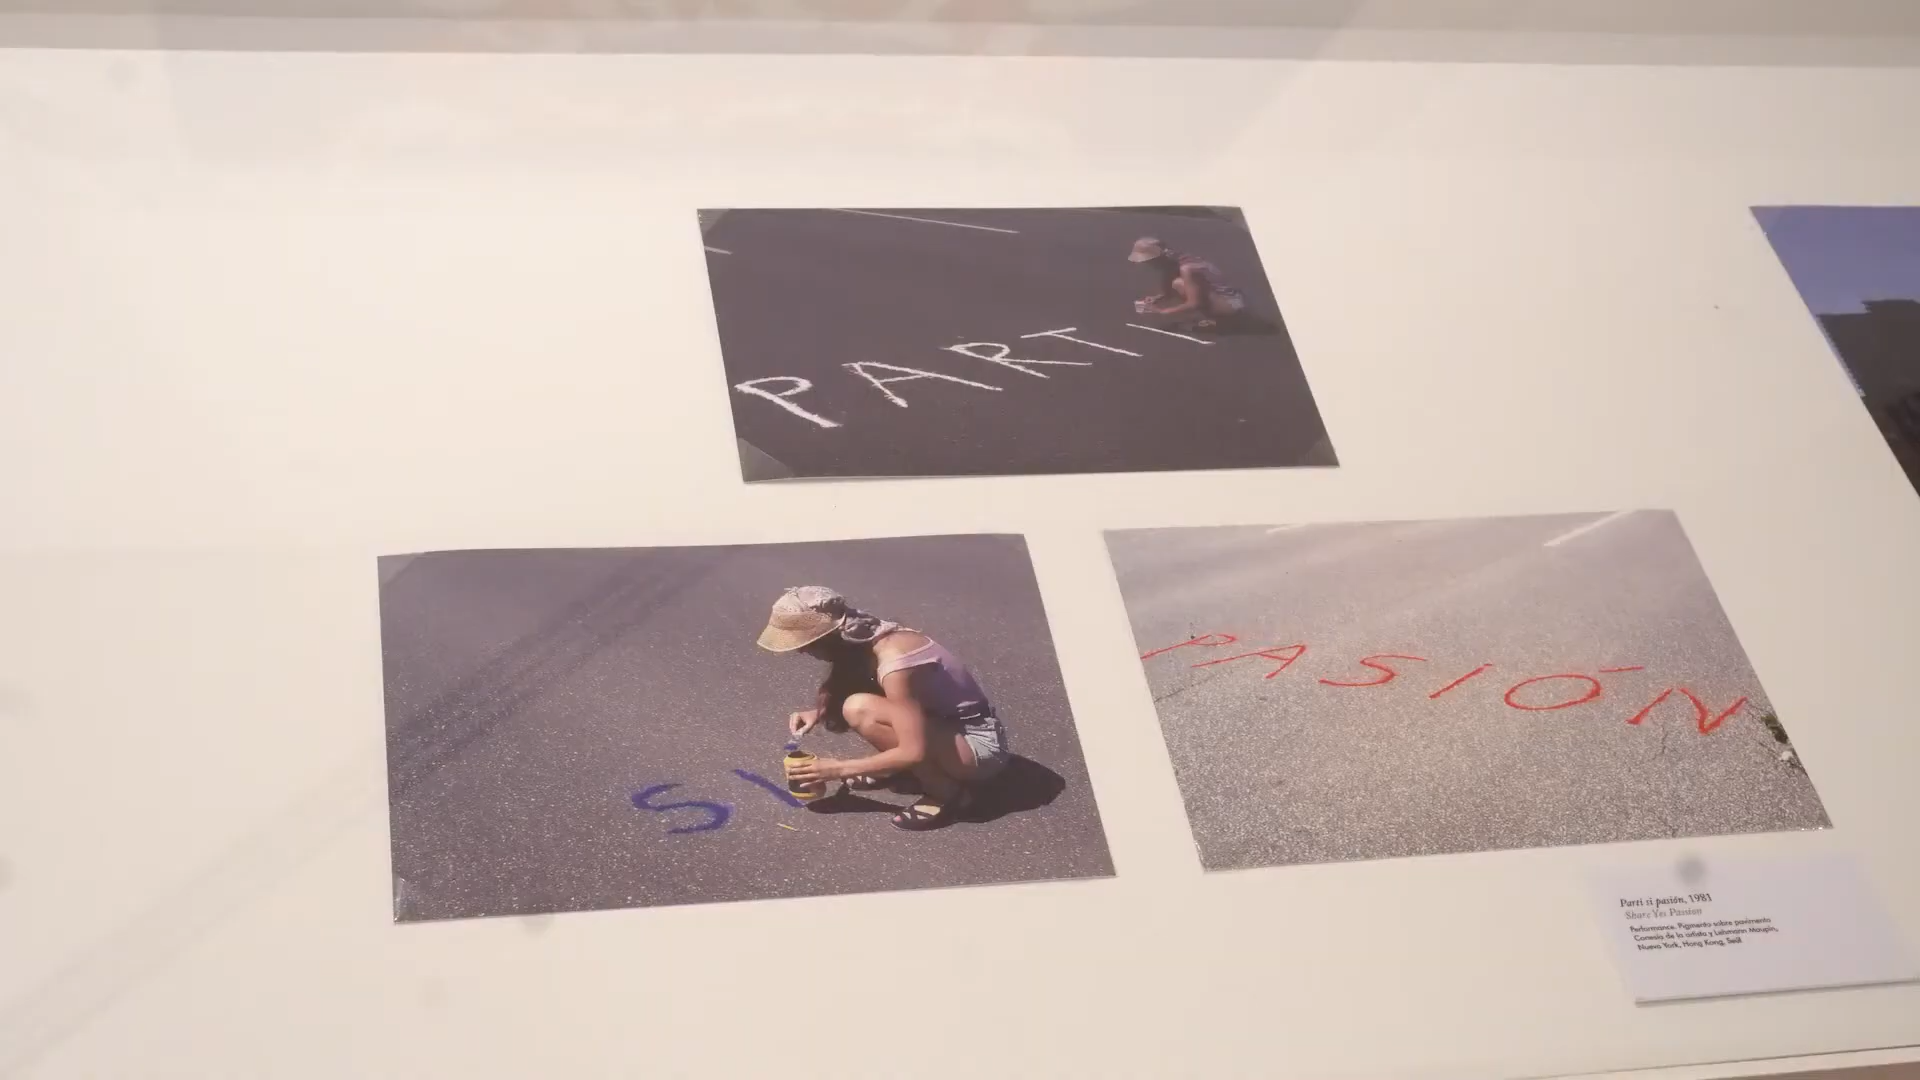 PARTI
SI
PASIÓN
Parti si pasión, 1981
Share Yes Passion
Performance. Pigmento sobre pavimento
Cortesía de la artista y Lehmann Maupin,
Nueva York, Hong Kong, Seúl